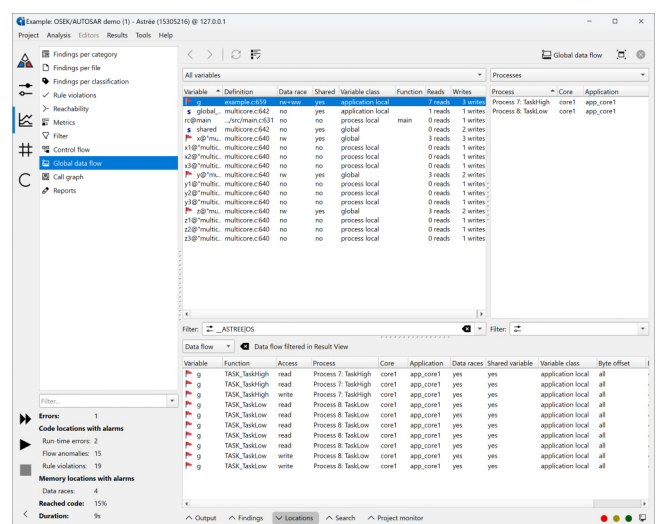 Example: OSEK/AUTOSAR demo (1) - Astrée (15305216) @ 127.0.0.1
Project Analysis Editors Results Tools Help
Findings per category
Findings per file
Findings per classification
Rule violations
Reachability
Metrics
Filter
Control flow
Global data flow
Call graph
Reports
Global data flow
All variables
Processes
Variable Definition Data race Shared Variable class Function Reads Writes
g example.c:659 rw+ww yes application local 7 reads 3 writes
global_... multicore.c:642 no yes application local 1 reads 1 writes
rc@main .../src/main.c:631 no no process local main 0 reads 1 writes
shared multicore.c:642 no yes global 2 reads 2 writes
x@"mu... multicore.c:640 rw yes global 3 reads 2 writes
x1@"multic... multicore.c:640 no no process local 0 reads 1 writes
x2@"multic... multicore.c:640 no no process local 0 reads 1 writes
x3@"multic... multicore.c:640 no no process local 0 reads 1 writes
y@"mu... multicore.c:640 rw yes global 3 reads 2 writes
y1@"multic... multicore.c:640 no no process local 0 reads 1 writes
y2@"multic... multicore.c:640 no no process local 0 reads 1 writes
y3@"multic... multicore.c:640 no no process local 0 reads 1 writes
z@"mu... multicore.c:640 rw yes global 3 reads 2 writes
z1@"multic... multicore.c:640 no no process local 0 reads 1 writes
z2@"multic... multicore.c:640 no no process local 0 reads 1 writes
z3@"multic... multicore.c:640 no no process local 0 reads 1 writes
Process Core Application
Process 7: TaskHigh core1 app_core1
Process 8: TaskLow core1 app_core1
Filter: __ASTREE|OS
Filter:
Data flow Data flow filtered in Result View
Variable Function Access Process Core Application Data races Shared variable Variable class Byte offset
g TASK_TaskHigh read Process 7: TaskHigh core1 app_core1 yes yes application local all
g TASK_TaskHigh read Process 7: TaskHigh core1 app_core1 yes yes application local all
g TASK_TaskHigh write Process 7: TaskHigh core1 app_core1 yes yes application local all
g TASK_TaskLow read Process 8: TaskLow core1 app_core1 yes yes application local all
g TASK_TaskLow read Process 8: TaskLow core1 app_core1 yes yes application local all
g TASK_TaskLow read Process 8: TaskLow core1 app_core1 yes yes application local all
g TASK_TaskLow read Process 8: TaskLow core1 app_core1 yes yes application local all
g TASK_TaskLow read Process 8: TaskLow core1 app_core1 yes yes application local all
g TASK_TaskLow write Process 8: TaskLow core1 app_core1 yes yes application local all
g TASK_TaskLow write Process 8: TaskLow core1 app_core1 yes yes application local all
Filter...
Errors: 1
Code locations with alarms
Run-time errors: 2
Flow anomalies: 15
Rule violations: 19
Memory locations with alarms
Data races: 4
Reached code: 15%
Duration: 9s
Output Findings Locations Search Project monitor